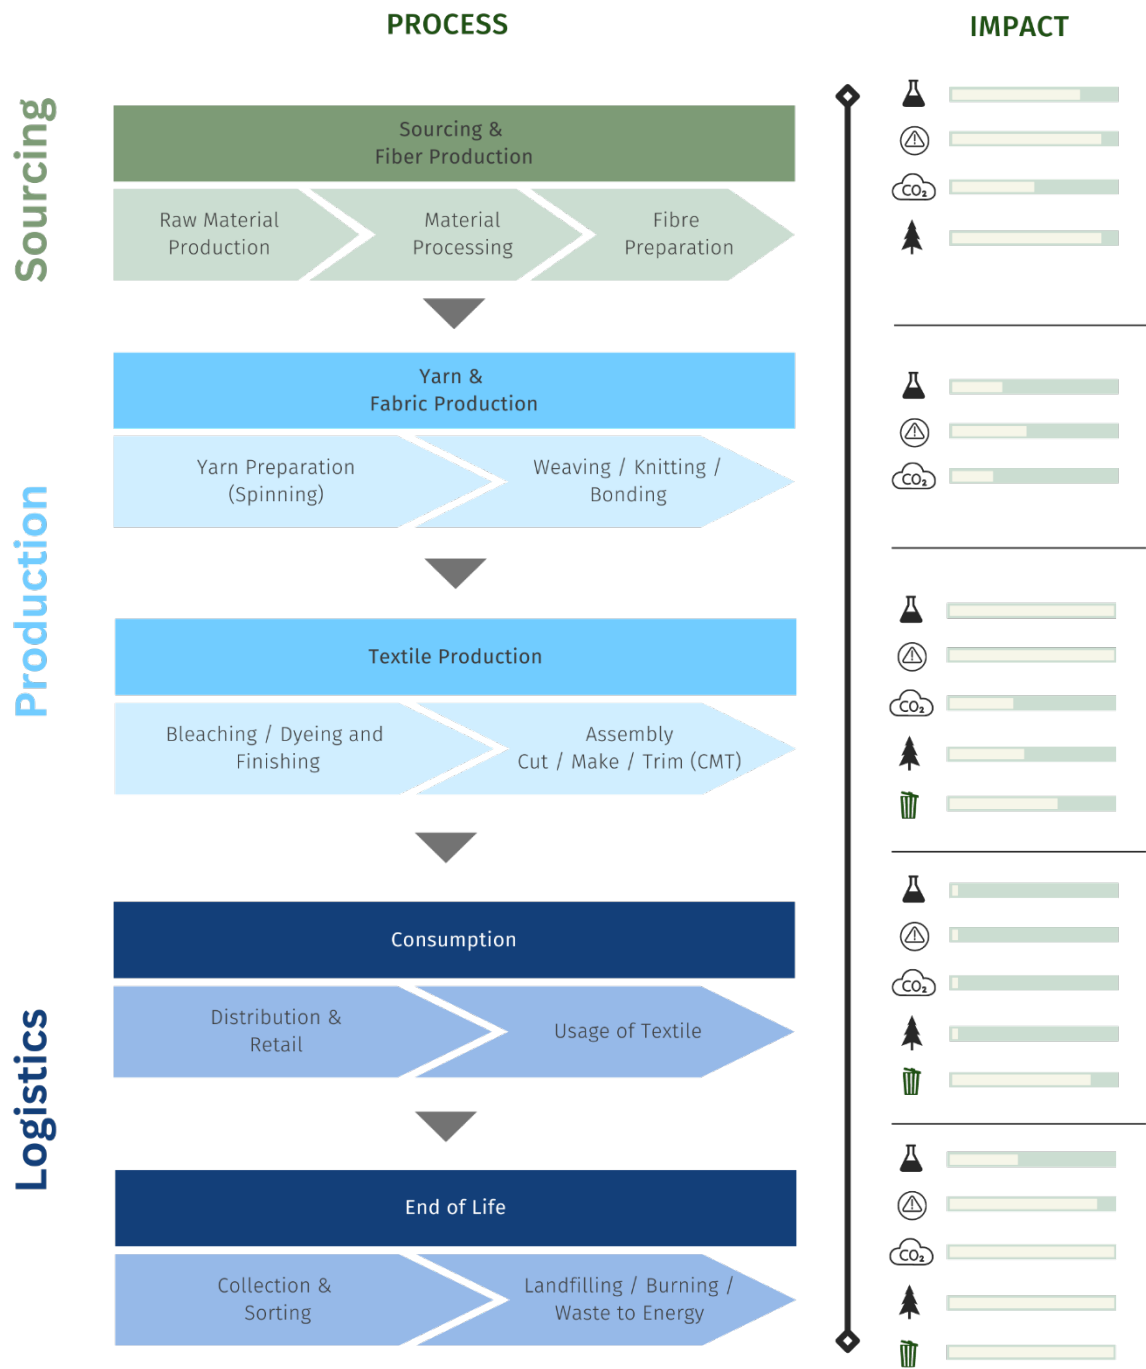 PROCESS
IMPACT
Sourcing
Sourcing &
Fiber Production
Raw Material
Production
Material
Processing
Fibre
Preparation
CO₂
Production
Yarn &
Fabric Production
Yarn Preparation
(Spinning)
Weaving / Knitting /
Bonding
CO₂
Textile Production
Bleaching / Dyeing and
Finishing
Assembly
Cut / Make / Trim (CMT)
CO₂
Logistics
Consumption
Distribution &
Retail
Usage of Textile
CO₂
End of Life
Collection &
Sorting
Landfilling / Burning /
Waste to Energy
CO₂